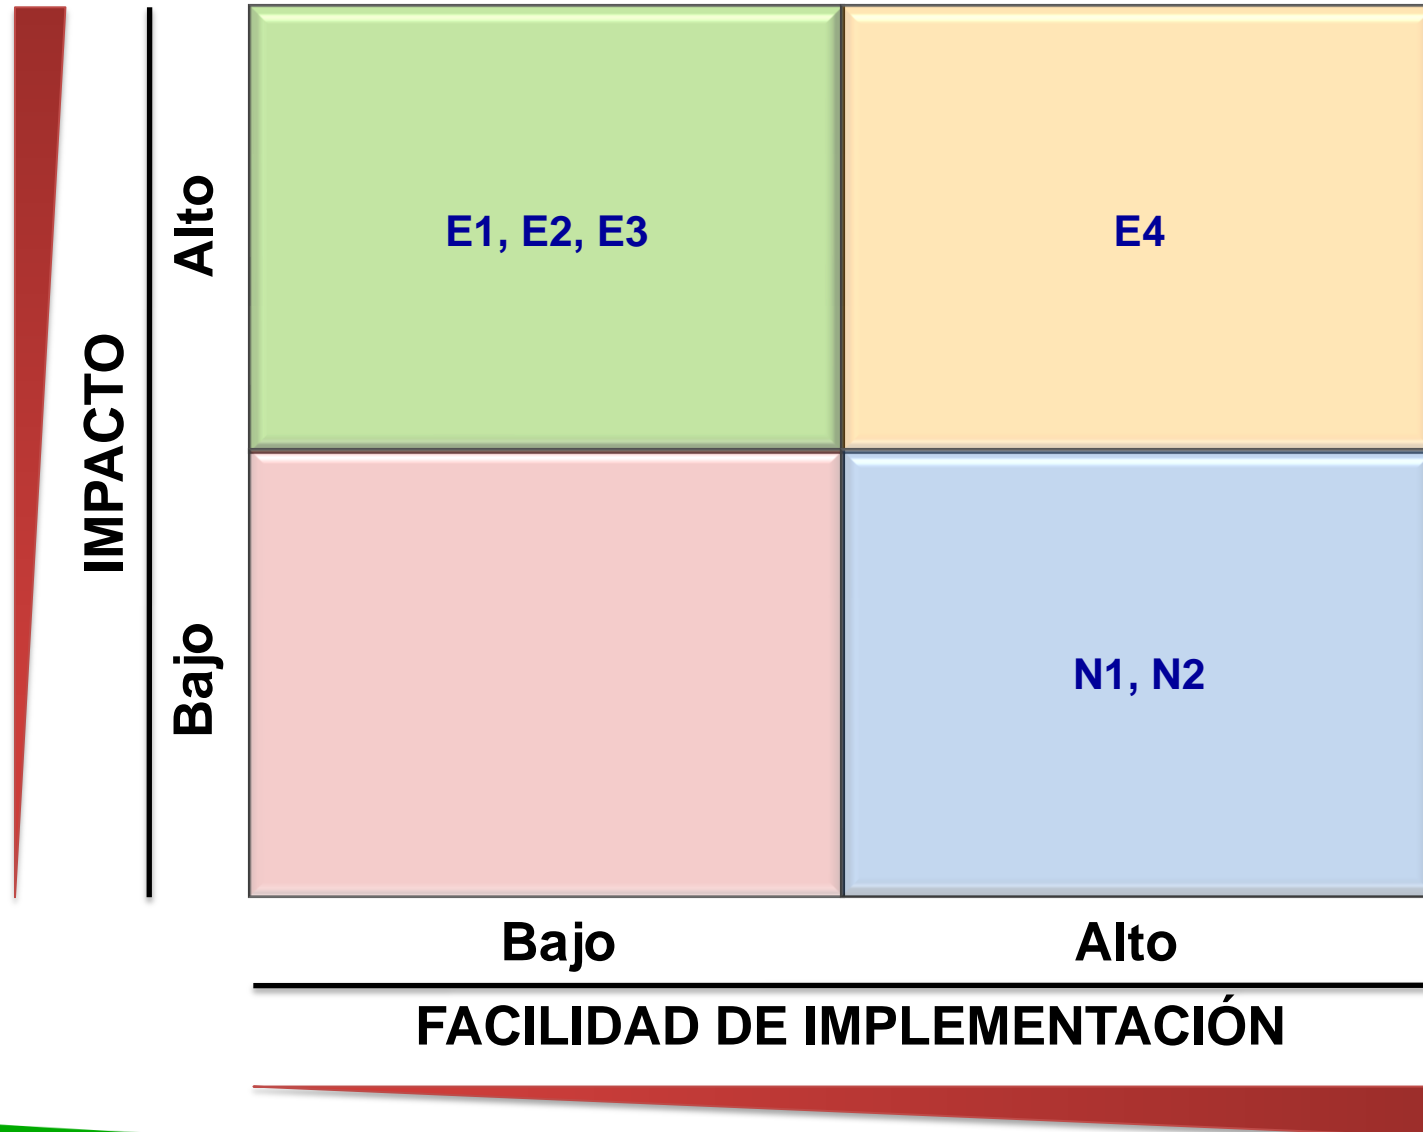 IMPACTO
Alto
E1, E2, E3
E4
Bajo
N1, N2
Bajo
Alto
FACILIDAD DE IMPLEMENTACIÓN